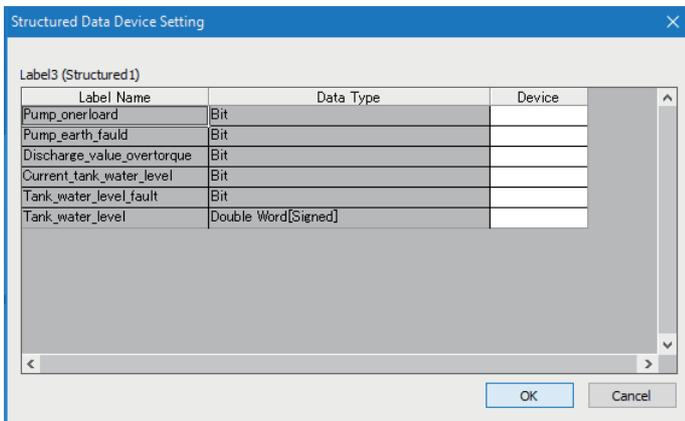 Structured Data Device Setting
Label3 (Structured1)
Label Name Data Type Device
Pump_onerloard Bit
Pump_earth_fauld Bit
Discharge_value_overtorque Bit
Current_tank_water_level Bit
Tank_water_level_fault Bit
Tank_water_level Double Word[Signed]
OK Cancel